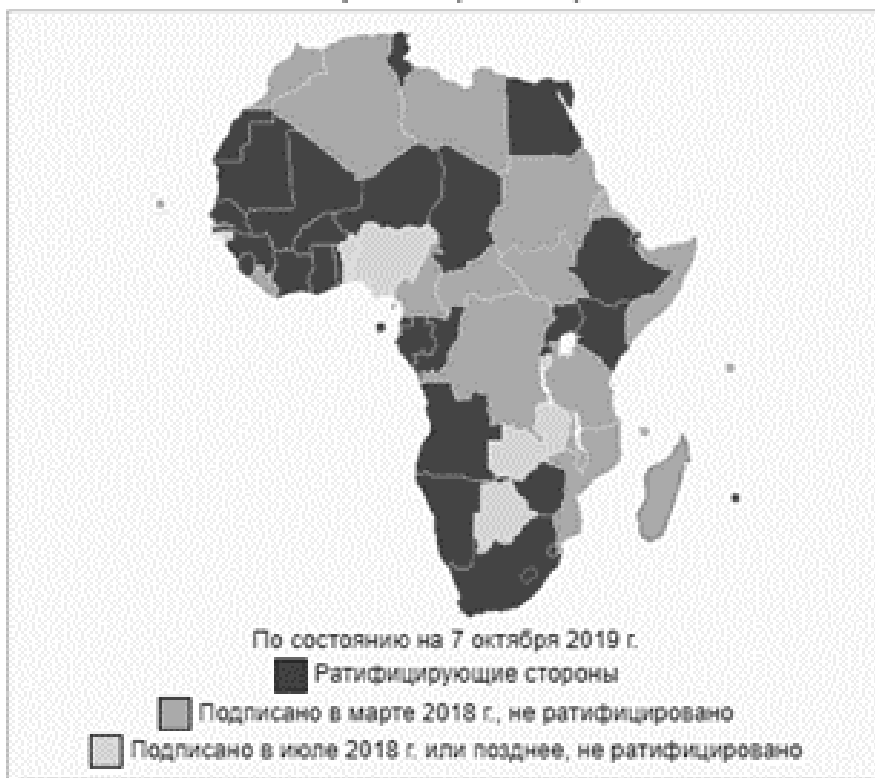 По состоянию на 7 октября 2019 г.
Ратифицирующие стороны
Подписано в марте 2018 г., не ратифицировано
Подписано в июле 2018 г. или позднее, не ратифицировано